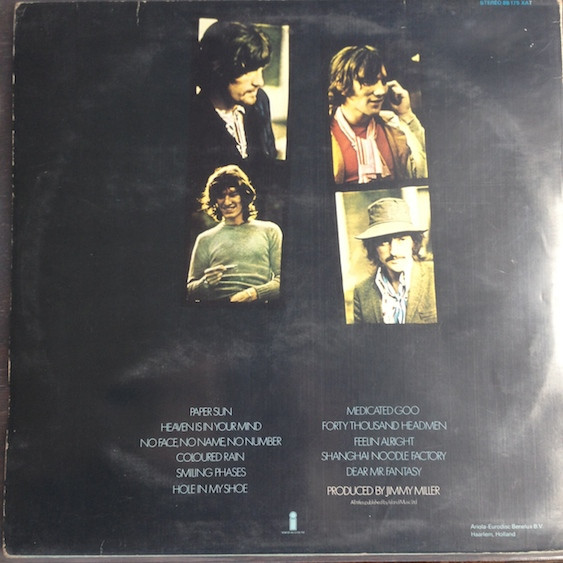 PAPER SUN
HEAVEN IS IN YOUR MIND
NO FACE, NO NAME, NO NUMBER
COLOURED RAIN
SMILING PHASES
HOLE IN MY SHOE
MEDICATED GOO
FORTY THOUSAND HEADMEN
FEELIN ALRIGHT
SHANGHAI NOODLE FACTORY
DEAR MR. FANTASY
PRODUCED BY JIMMY MILLER
Ariola-Eurodisc Benelux B.V.
Haarlem, Holland